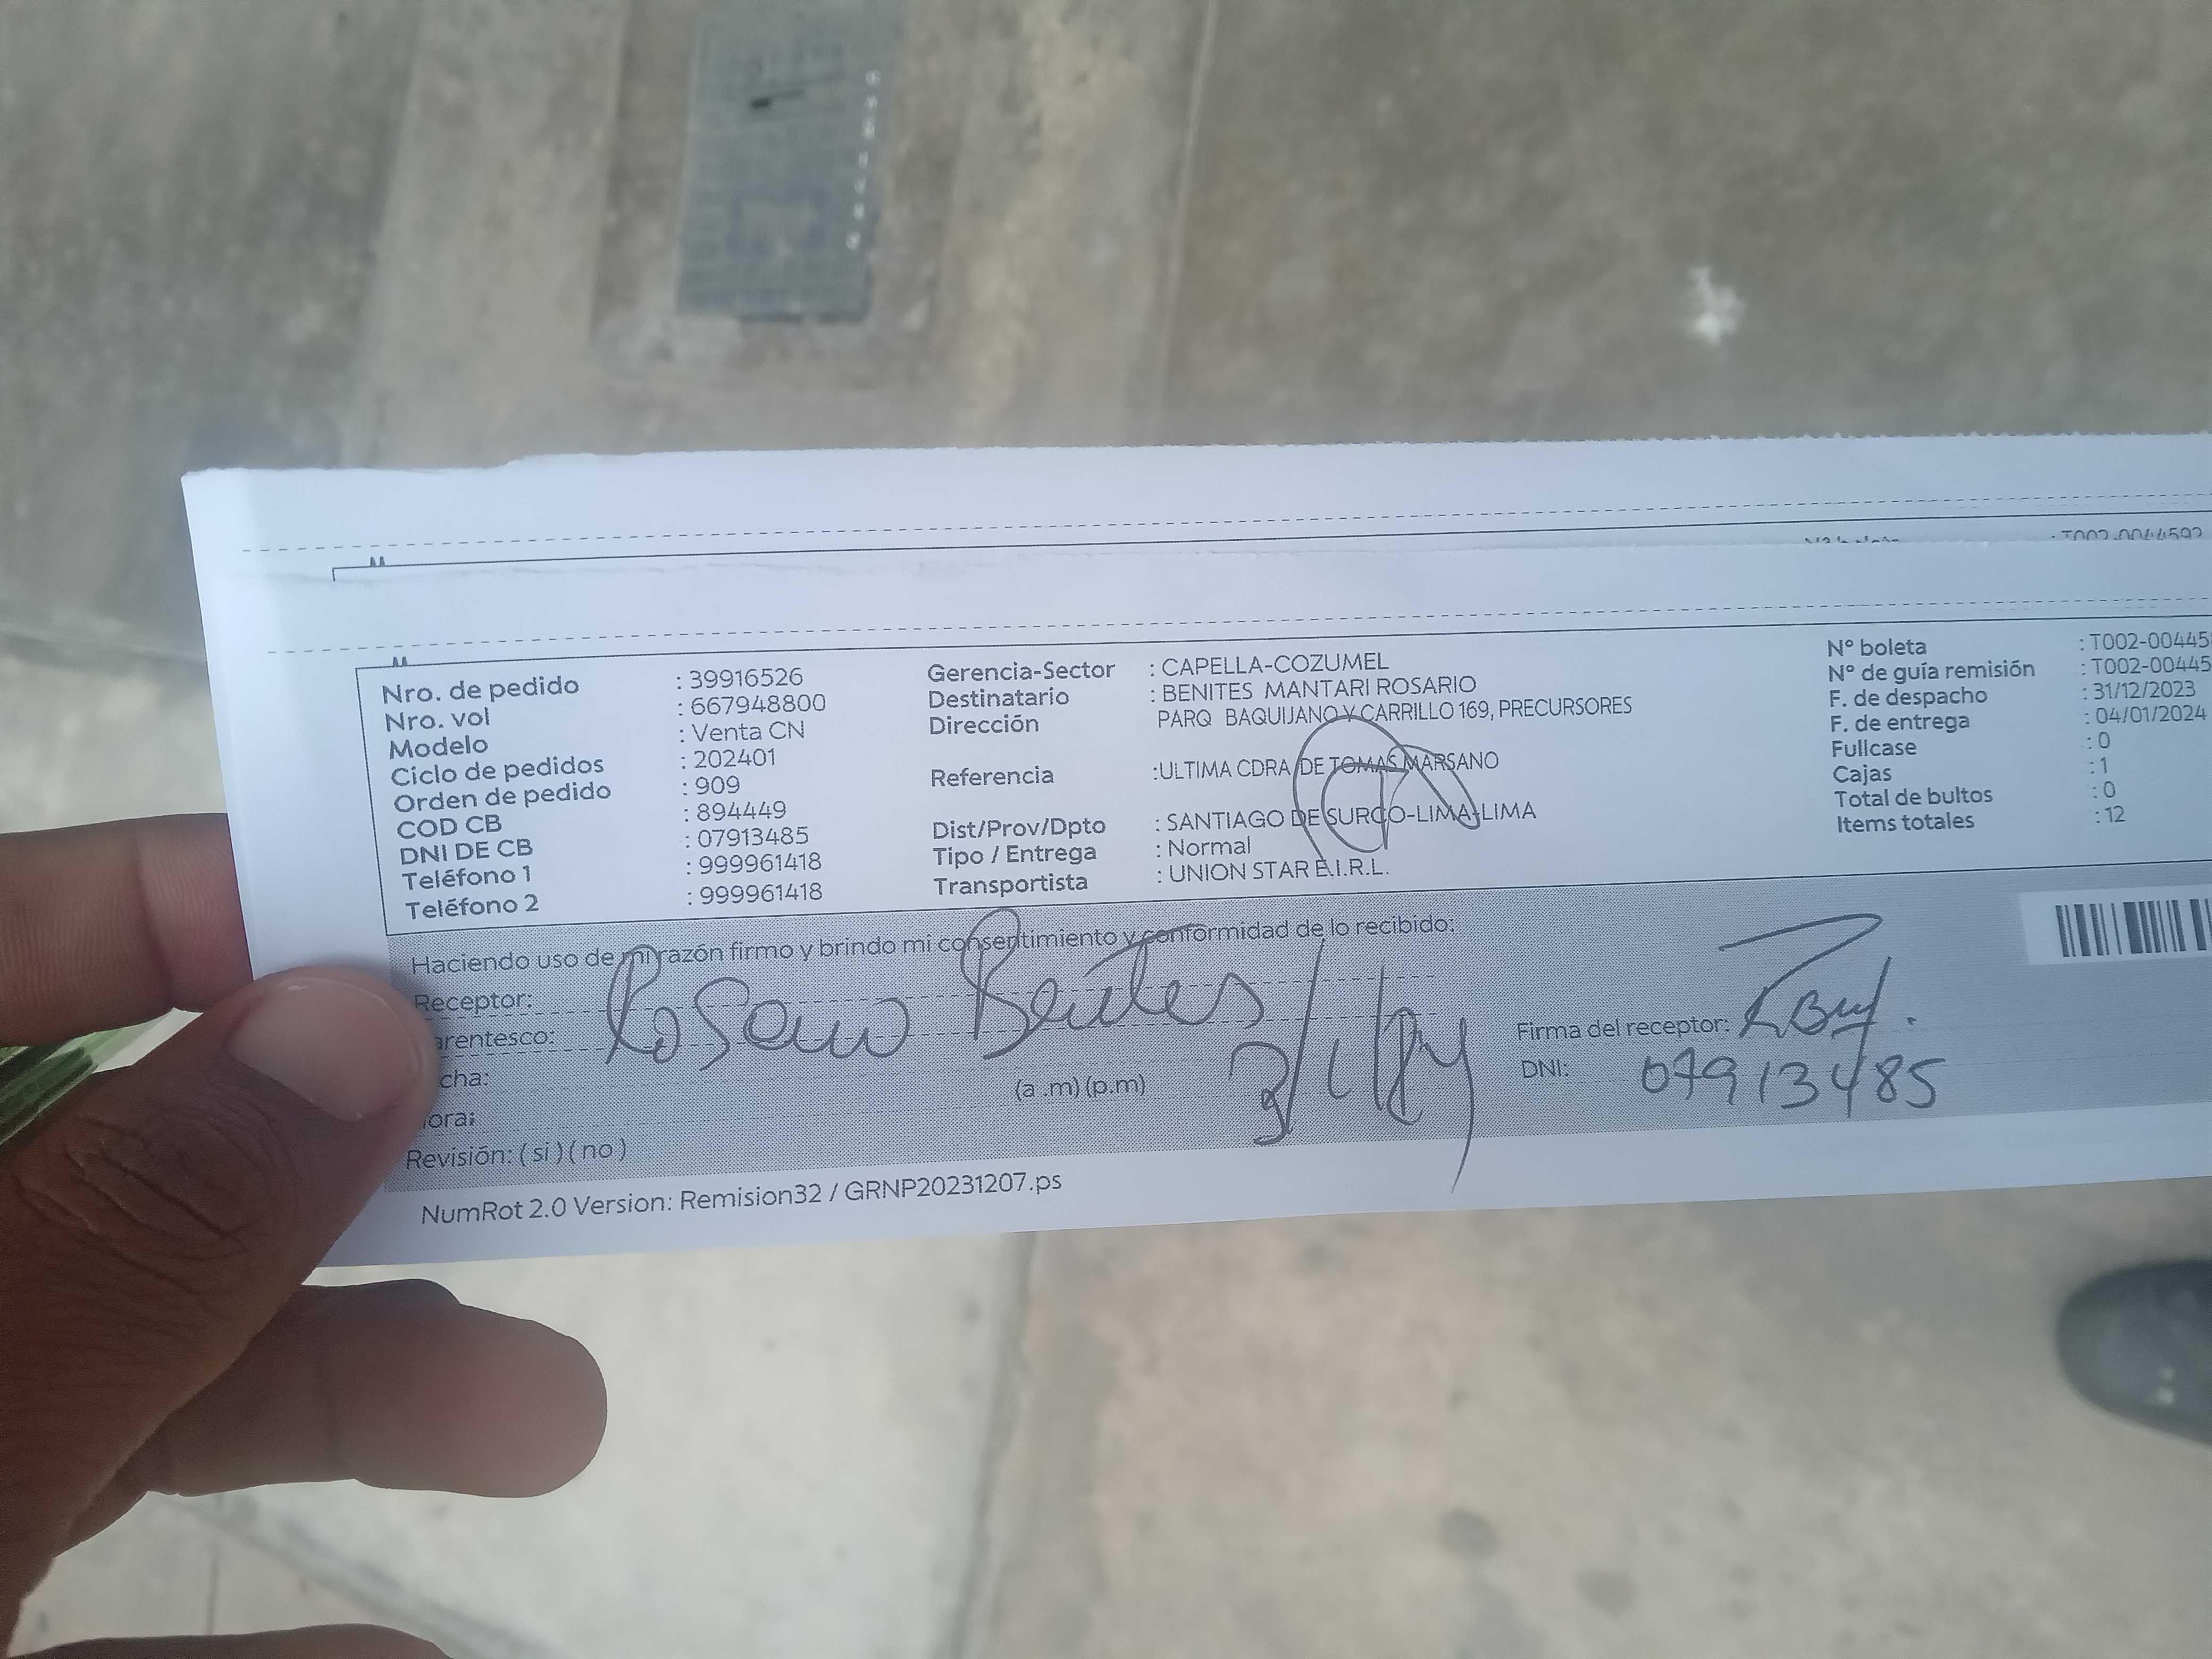 : T002-0044592
Nro. de pedido : 39916526
Nro. vol : 667948800
Modelo : Venta CN
Ciclo de pedidos : 202401
Orden de pedido : 909
COD CB : 894449
DNI DE CB : 07913485
Teléfono 1 : 999961418
Teléfono 2 : 999961418
Gerencia-Sector : CAPELLA-COZUMEL
Destinatario : BENITES MANTARI ROSARIO
Dirección PARQ BAQUIJANO Y CARRILLO 169, PRECURSORES
Referencia :ULTIMA CDRA DE TOMAS MARSANO
Dist/Prov/Dpto : SANTIAGO DE SURCO-LIMA-LIMA
Tipo / Entrega : Normal
Transportista : UNION STAR E.I.R.L.
N° boleta : T002-00445
N° de guía remisión : T002-00445
F. de despacho : 31/12/2023
F. de entrega : 04/01/2024
Fullcase : 0
Cajas : 1
Total de bultos : 0
Items totales : 12
Haciendo uso de mi razón firmo y brindo mi consentimiento y conformidad de lo recibido:
Receptor: Rosario Benites
arentesco:
cha: 3/1/24
ora:
(a .m) (p.m)
Revisión: ( si ) ( no )
Firma del receptor:
DNI: 07913485
NumRot 2.0 Version: Remision32 / GRNP20231207.ps